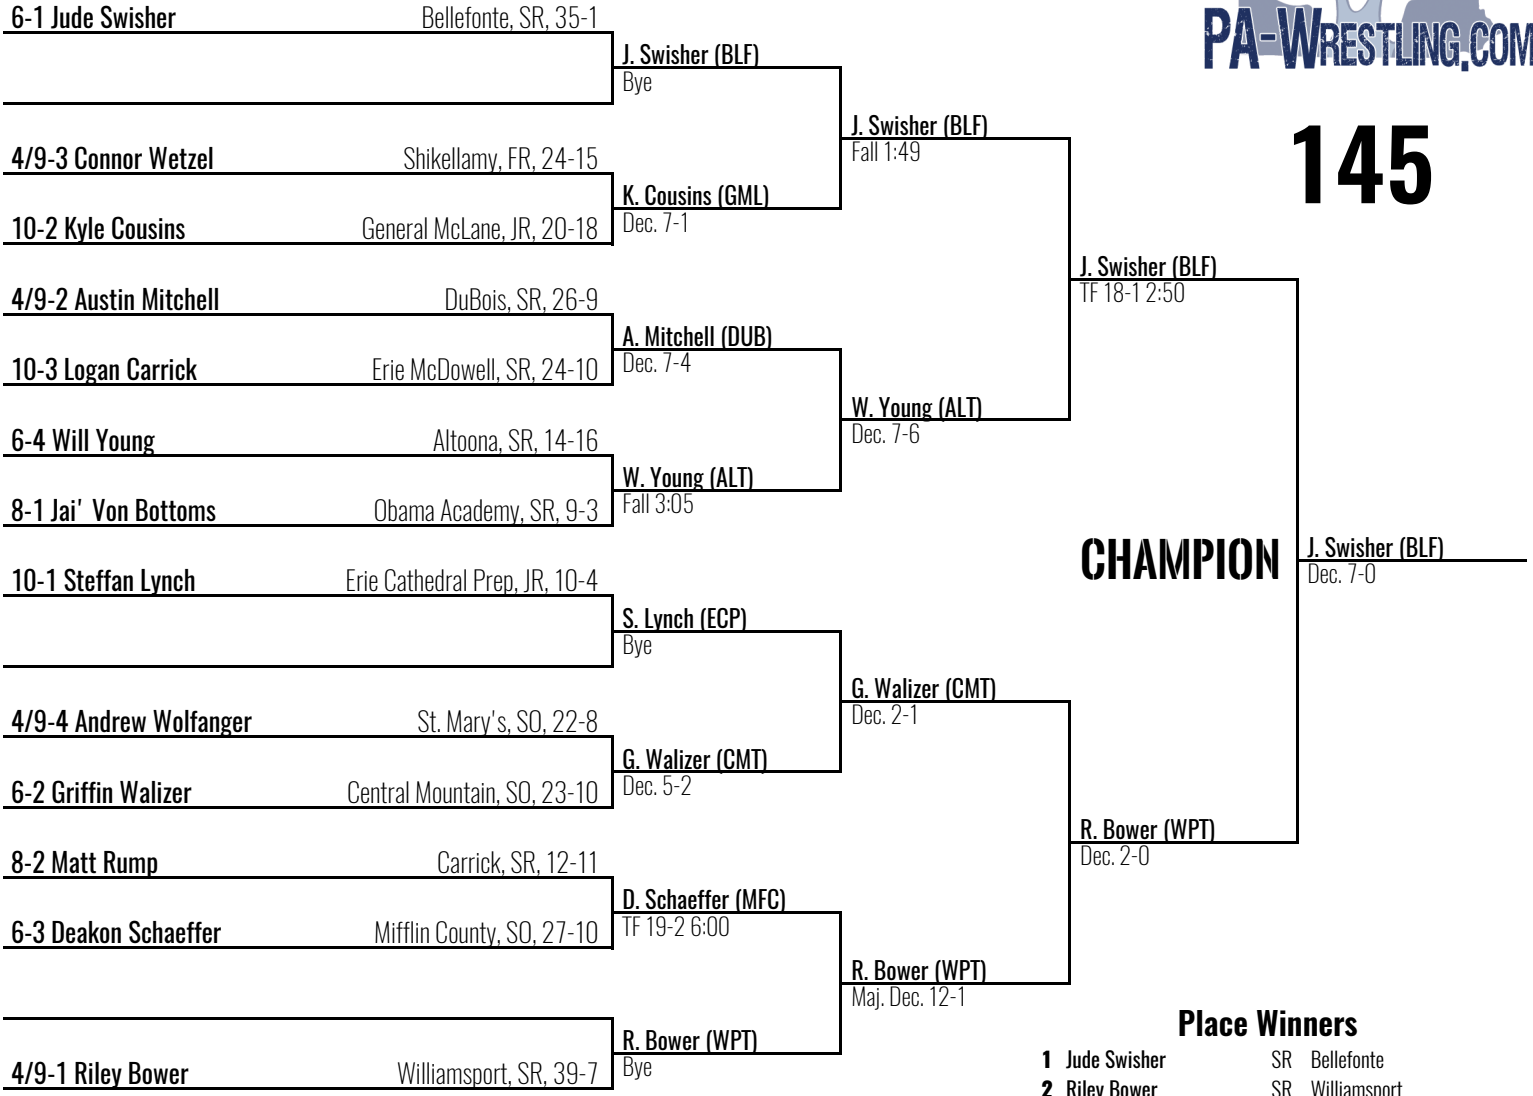 PA-WRESTLING.COM
145
6-1 Jude Swisher Bellefonte, SR, 35-1
J. Swisher (BLF)
Bye
J. Swisher (BLF)
Fall 1:49
4/9-3 Connor Wetzel Shikellamy, FR, 24-15
K. Cousins (GML)
Dec. 7-1
10-2 Kyle Cousins General McLane, JR, 20-18
J. Swisher (BLF)
TF 18-1 2:50
4/9-2 Austin Mitchell DuBois, SR, 26-9
A. Mitchell (DUB)
Dec. 7-4
10-3 Logan Carrick Erie McDowell, SR, 24-10
W. Young (ALT)
Dec. 7-6
6-4 Will Young Altoona, SR, 14-16
W. Young (ALT)
Fall 3:05
8-1 Jai' Von Bottoms Obama Academy, SR, 9-3
CHAMPION
J. Swisher (BLF)
Dec. 7-0
10-1 Steffan Lynch Erie Cathedral Prep, JR, 10-4
S. Lynch (ECP)
Bye
G. Walizer (CMT)
Dec. 2-1
4/9-4 Andrew Wolfanger St. Mary's, SO, 22-8
G. Walizer (CMT)
Dec. 5-2
6-2 Griffin Walizer Central Mountain, SO, 23-10
R. Bower (WPT)
Dec. 2-0
8-2 Matt Rump Carrick, SR, 12-11
D. Schaeffer (MFC)
TF 19-2 6:00
6-3 Deakon Schaeffer Mifflin County, SO, 27-10
R. Bower (WPT)
Maj. Dec. 12-1
R. Bower (WPT)
Bye
4/9-1 Riley Bower Williamsport, SR, 39-7
Place Winners
1 Jude Swisher SR Bellefonte
2 Riley Bower SR Williamsport